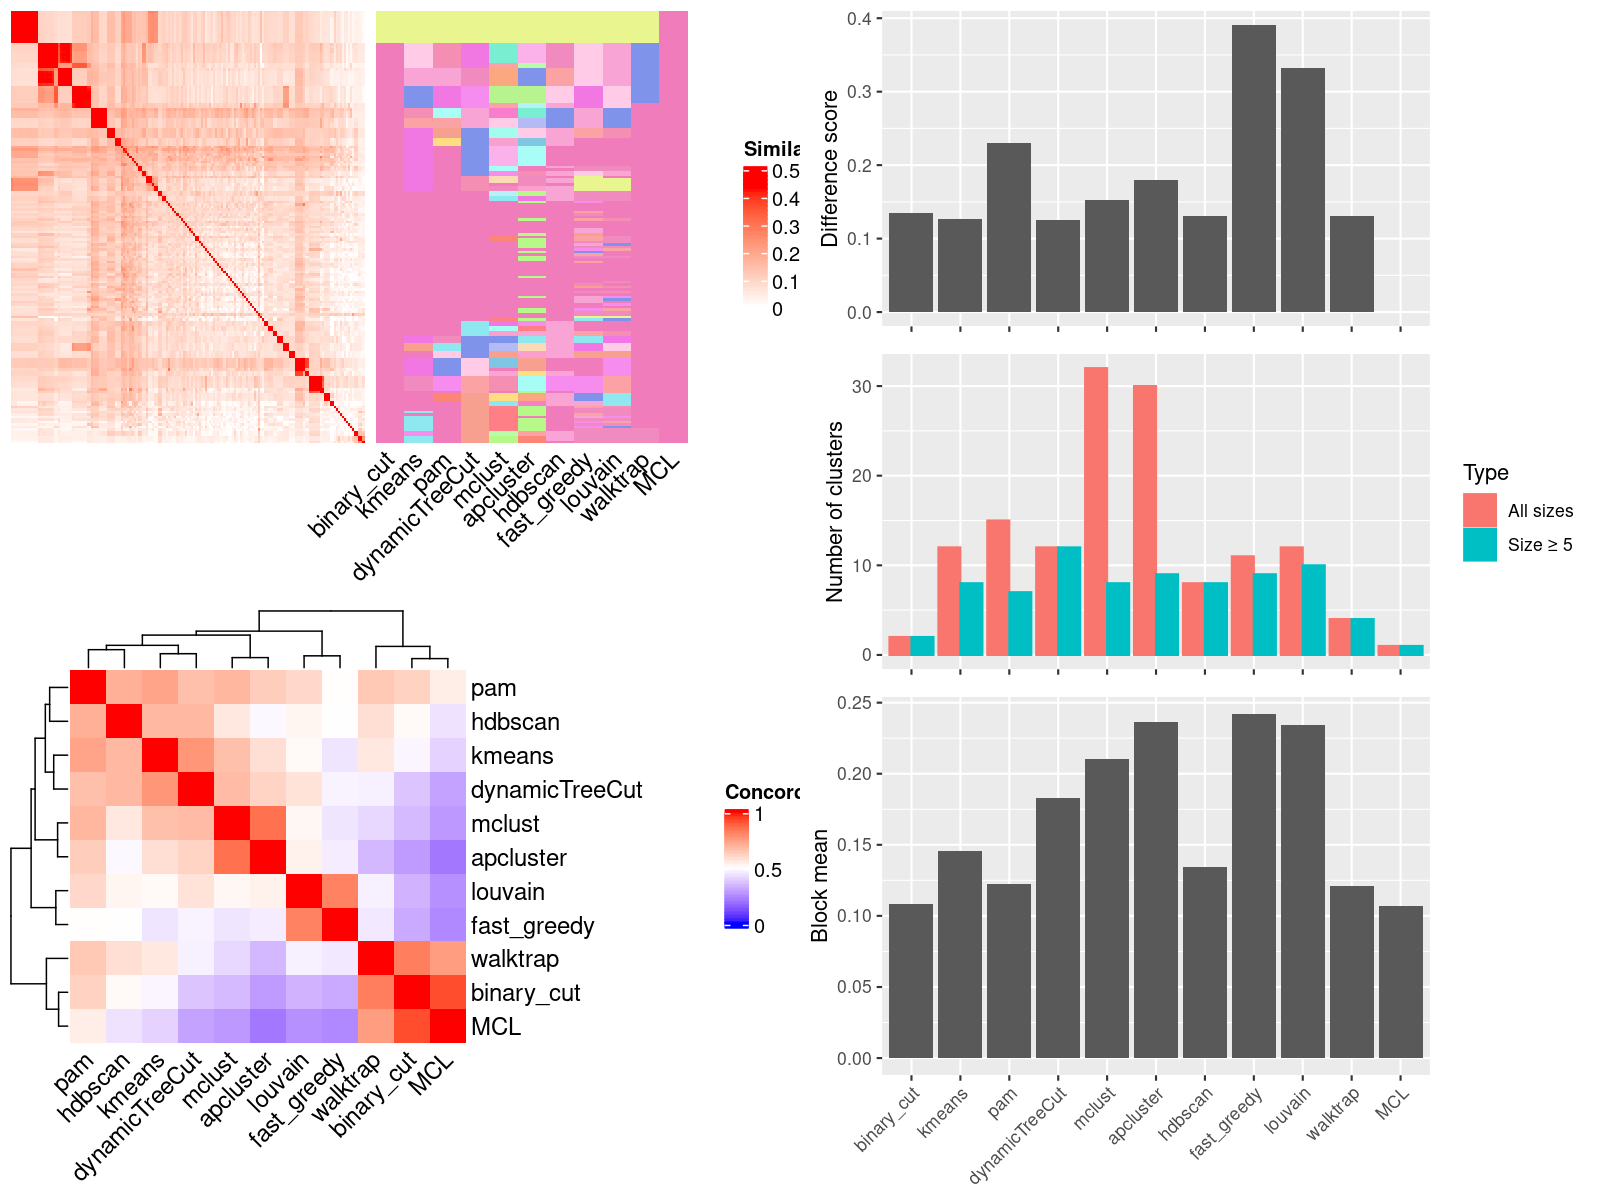 Simila
0.5
0.4
0.3
0.2
0.1
0
binary_cut
kmeans
pam
dynamicTreeCut
mclust
apcluster
hdbscan
fast_greedy
louvain
walktrap
MCL
pam
hdbscan
kmeans
dynamicTreeCut
mclust
apcluster
louvain
fast_greedy
walktrap
binary_cut
MCL
pam
hdbscan
kmeans
dynamicTreeCut
mclust
apcluster
louvain
fast_greedy
walktrap
binary_cut
MCL
Concord
1
0.5
0
Difference score
0.4
0.3
0.2
0.1
0.0
Number of clusters
30
20
10
0
Type
All sizes
Size ≥ 5
Block mean
0.25
0.20
0.15
0.10
0.05
0.00
binary_cut
kmeans
pam
dynamicTreeCut
mclust
apcluster
hdbscan
fast_greedy
louvain
walktrap
MCL